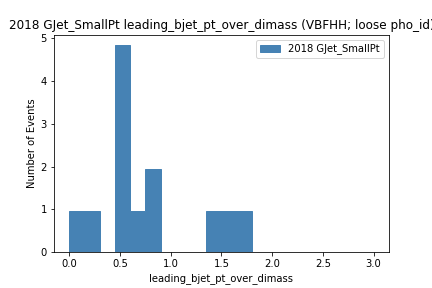 2018 GJet_SmallPt leading_bjet_pt_over_dimass (VBFHH; loose pho_id)
2018 GJet_SmallPt
5
4
3
2
1
0
Number of Events
0.0 0.5 1.0 1.5 2.0 2.5 3.0
leading_bjet_pt_over_dimass